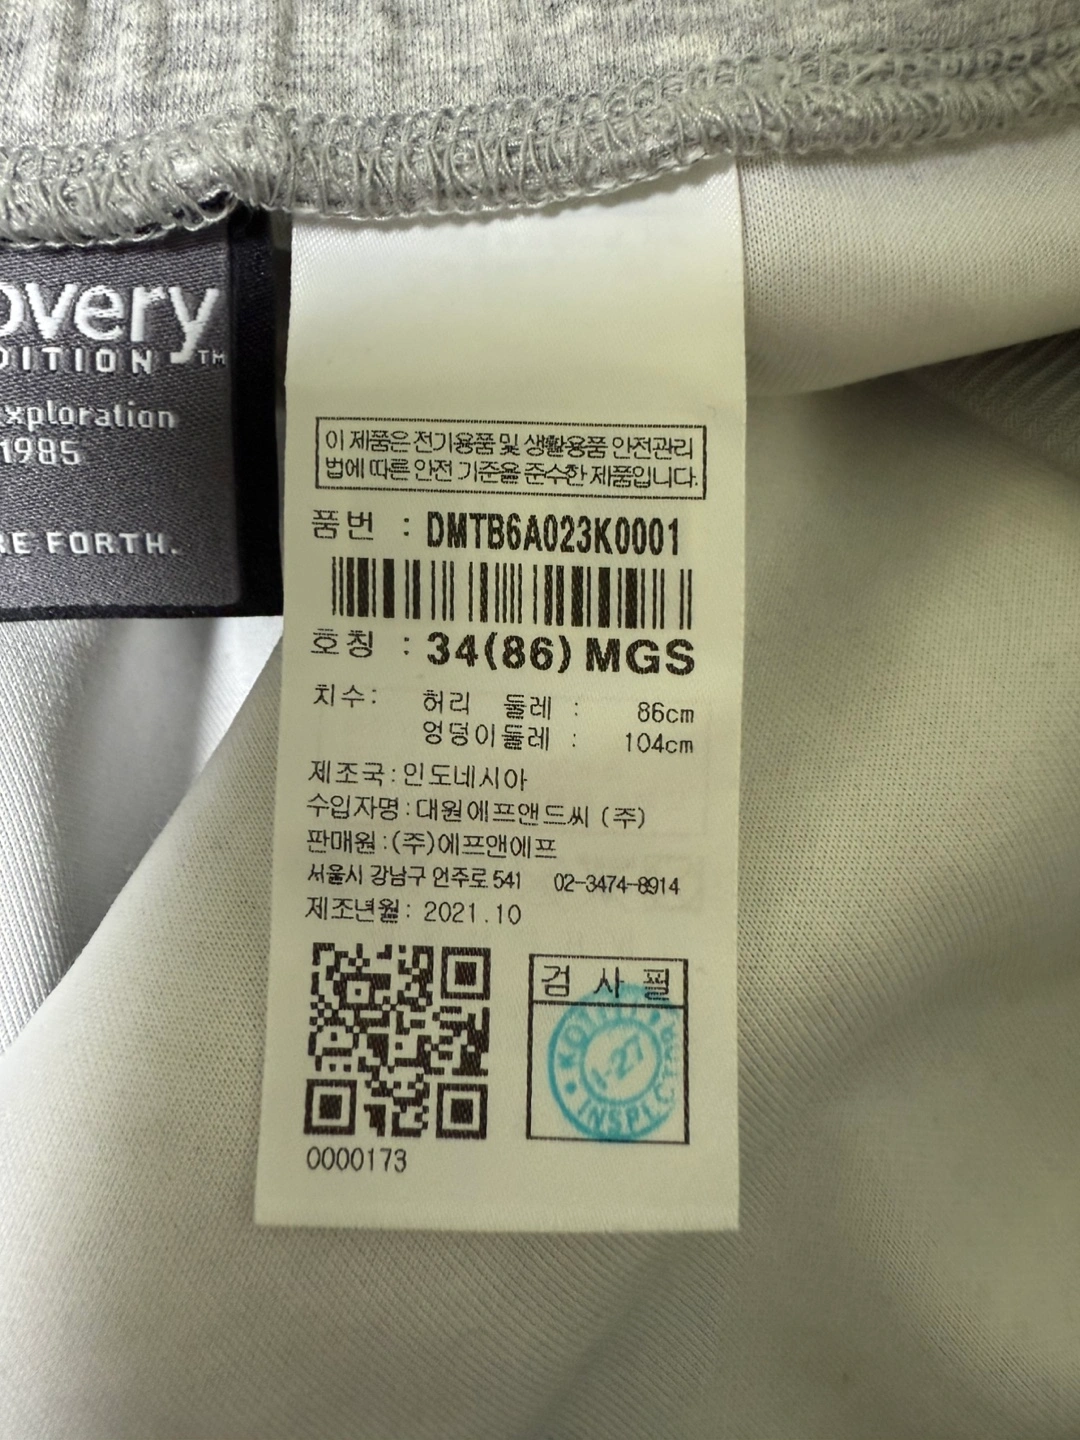 overy
DITION™
xploration
1985
RE FORTH.
이 제품은 전기용품 및 생활용품 안전관리
법에 따른 안전 기준을 준수한 제품입니다.
품번 : DMTB6A023K0001
호칭 : 34(86) MGS
치수: 허리 둘레 : 86cm
엉덩이둘레 : 104cm
제조국:인도네시아
수입자명:대원에프앤드씨 (주)
판매원:(주)에프앤에프
서울시 강남구 언주로 541 02-3474-8914
제조년월: 2021.10
검 사 필
INSPECT
0000173